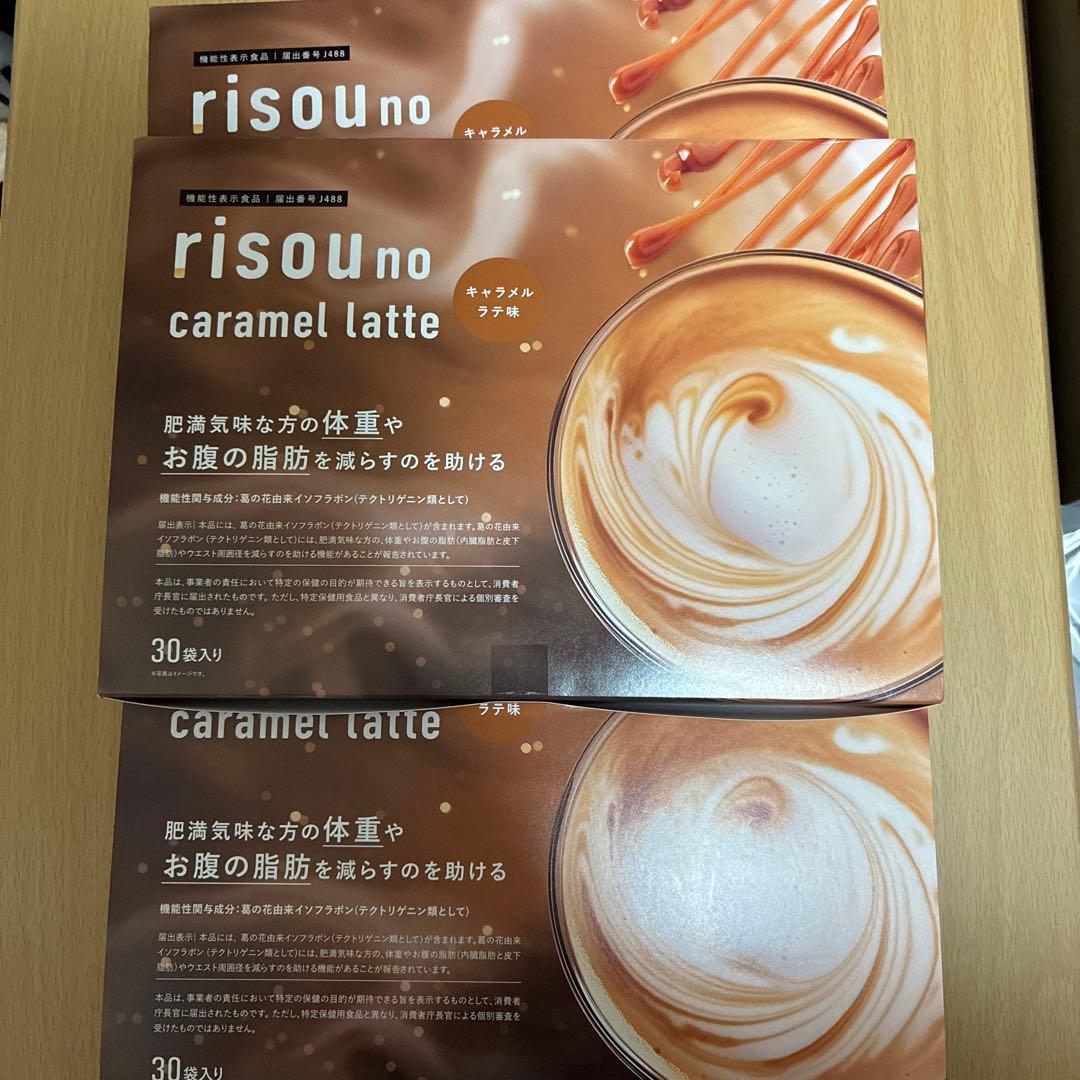 機能性表示食品 | 届出番号 J488
risou no
キャラメル
機能性表示食品 | 届出番号 J488
risou no
caramel latte
キャラメル
ラテ味
肥満気味な方の体重や
お腹の脂肪を減らすのを助ける
機能性関与成分:葛の花由来イソフラボン(テクトリゲニン類として)
届出表示| 本品には、葛の花由来イソフラボン(テクトリゲニン類として)が含まれます。葛の花由来
イソフラボン(テクトリゲニン類として)には、肥満気味な方の、体重やお腹の脂肪(内臓脂肪と皮下
脂肪)やウエスト周囲径を減らすのを助ける機能があることが報告されています。
本品は、事業者の責任において特定の保健の目的が期待できる旨を表示するものとして、消費者
庁長官に届出されたものです。ただし、特定保健用食品と異なり、消費者庁長官による個別審査を
受けたものではありません。
30袋入り
※写真はイメージです。
caramel latte
ラテ味
肥満気味な方の体重や
お腹の脂肪を減らすのを助ける
機能性関与成分:葛の花由来イソフラボン(テクトリゲニン類として)
届出表示| 本品には、葛の花由来イソフラボン(テクトリゲニン類として)が含まれます。葛の花由来
イソフラボン(テクトリゲニン類として)には、肥満気味な方の、体重やお腹の脂肪(内臓脂肪と皮下
脂肪)やウエスト周囲径を減らすのを助ける機能があることが報告されています。
本品は、事業者の責任において特定の保健の目的が期待できる旨を表示するものとして、消費者
庁長官に届出されたものです。ただし、特定保健用食品と異なり、消費者庁長官による個別審査を
受けたものではありません。
30袋入り